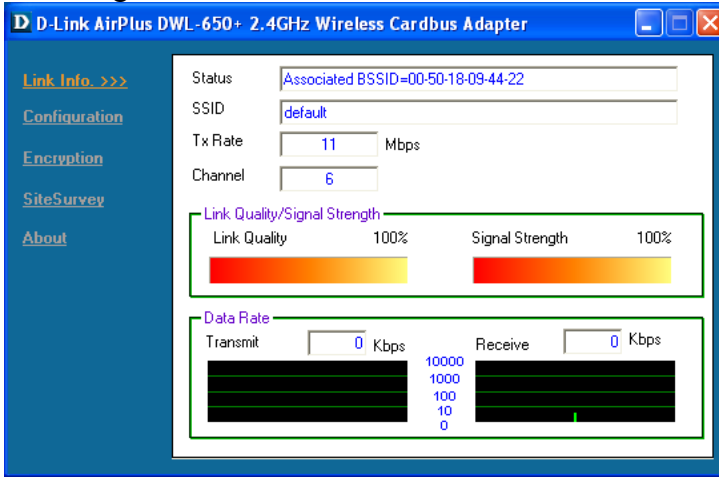 D D-Link AirPlus DWL-650+ 2.4GHz Wireless Cardbus Adapter
Link Info. >>>
Configuration
Encryption
SiteSurvey
About
Status Associated BSSID=00-50-18-09-44-22
SSID default
Tx Rate 11 Mbps
Channel 6
Link Quality/Signal Strength
Link Quality 100% Signal Strength 100%
Data Rate
Transmit 0 Kbps Receive 0 Kbps
10000
1000
100
10
0